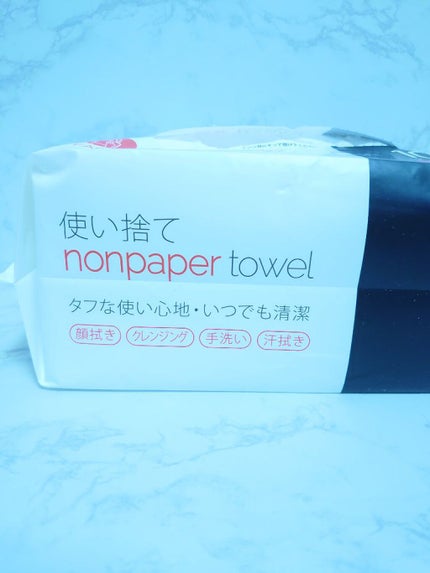 使い捨て
nonpaper towel
タフな使い心地・いつでも清潔
顔拭き クレンジング 手洗い 汗拭き